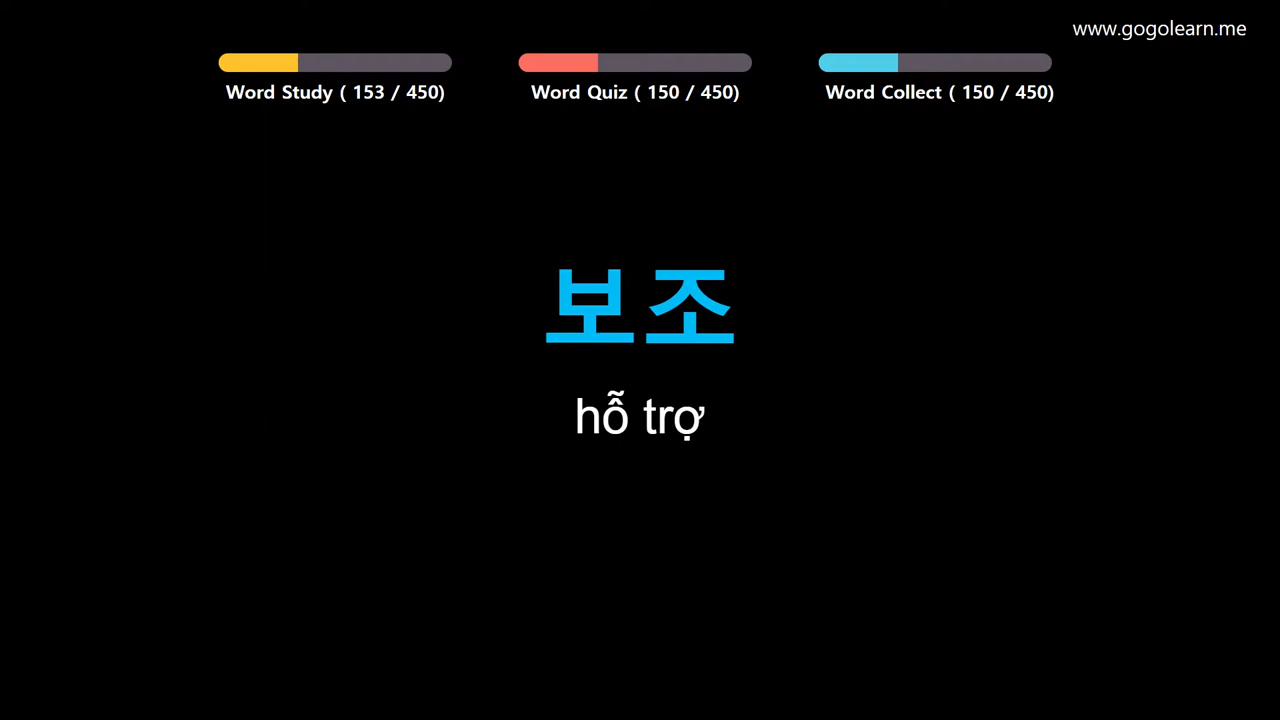 www.gogolearn.me
Word Study ( 153 / 450)
Word Quiz ( 150 / 450)
Word Collect ( 150 / 450)
보조
hỗ trợ